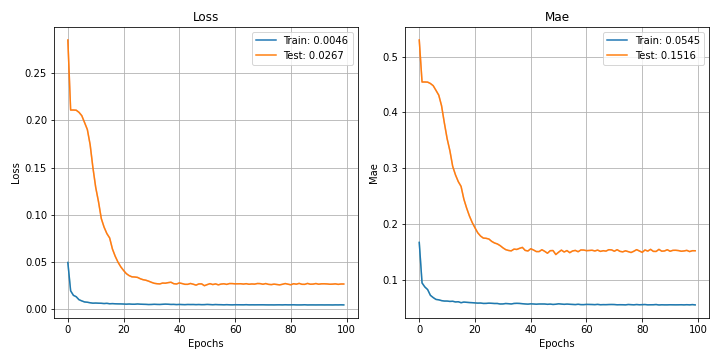 Loss
Train: 0.0046
Test: 0.0267
0.25
0.20
0.15
0.10
0.05
0.00
Loss
0 20 40 60 80 100
Epochs
Mae
Train: 0.0545
Test: 0.1516
0.5
0.4
0.3
0.2
0.1
Mae
0 20 40 60 80 100
Epochs